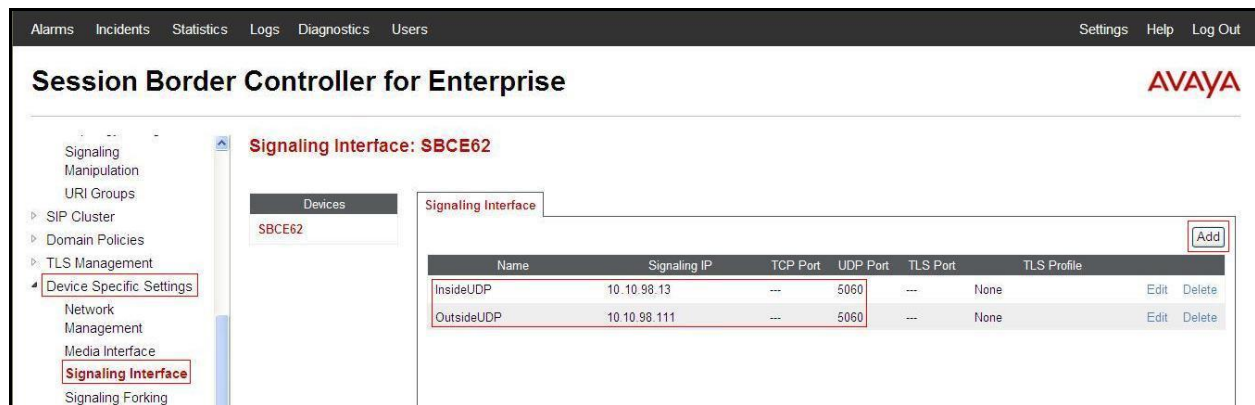 Alarms Incidents Statistics Logs Diagnostics Users Settings Help Log Out
Session Border Controller for Enterprise
AVAYA
Signaling
Manipulation
URI Groups
SIP Cluster
Domain Policies
TLS Management
Device Specific Settings
Network
Management
Media Interface
Signaling Interface
Signaling Forking
Signaling Interface: SBCE62
Devices
SBCE62
Signaling Interface
Add
Name Signaling IP TCP Port UDP Port TLS Port TLS Profile
InsideUDP 10.10.98.13 --- 5060 --- None Edit Delete
OutsideUDP 10.10.98.111 --- 5060 --- None Edit Delete